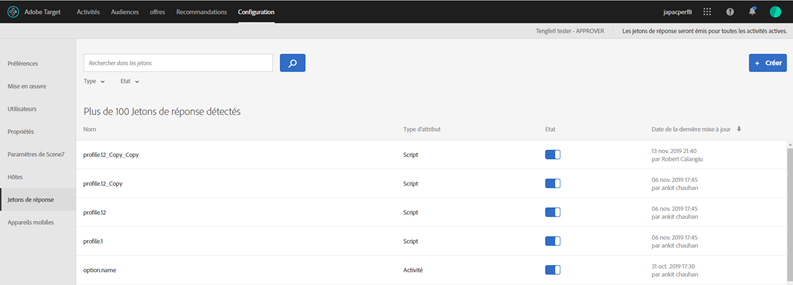 Adobe Target Activités Audiences offres Recommandations Configuration japacperf8
Tengfei1 tester - APPROVER Les jetons de réponse seront émis pour toutes les activités actives.
Préférences
Mise en œuvre
Utilisateurs
Propriétés
Paramètres de Scene7
Hôtes
Jetons de réponse
Appareils mobiles
Rechercher dans les jetons
+ Créer
Type Etat
Plus de 100 Jetons de réponse détectés
Nom Type d'attribut Etat Date de la dernière mise à jour
profile12_Copy_Copy Script 13 nov. 2019 21:40
par Robert Calangiu
profile12_Copy Script 06 nov. 2019 17:45
par ankit chauhan
profile12 Script 06 nov. 2019 17:45
par ankit chauhan
profile1 Script 06 nov. 2019 17:45
par ankit chauhan
option.name Activité 31 oct. 2019 17:30
par ankit chauhan